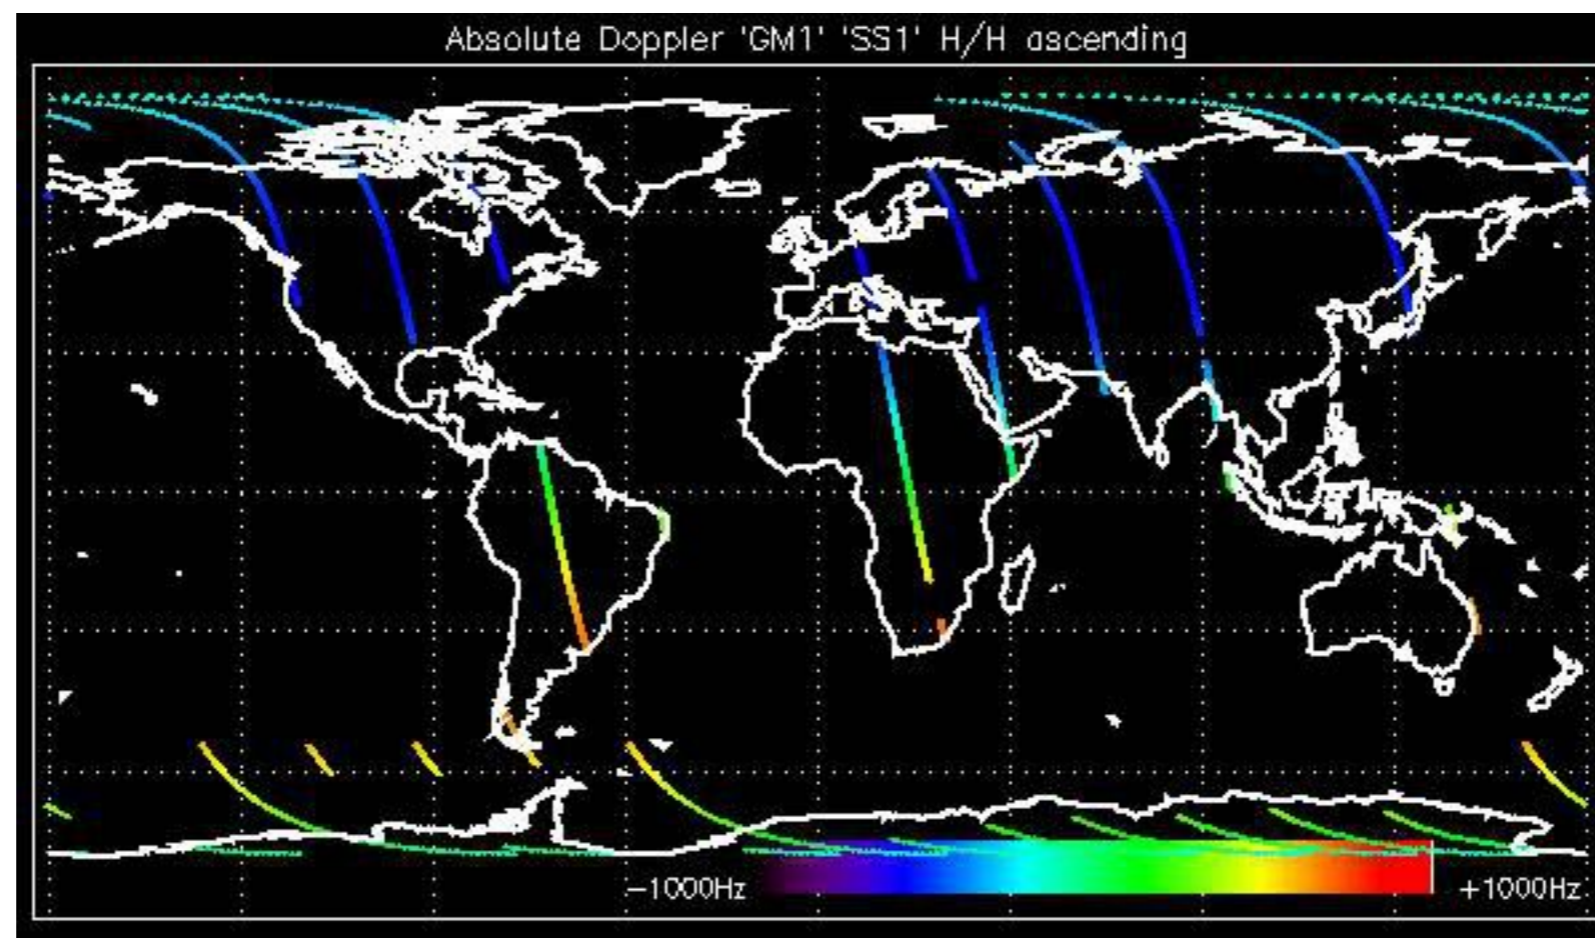 Absolute Doppler 'GM1' 'SS1' H/H ascending
−1000Hz
+1000Hz